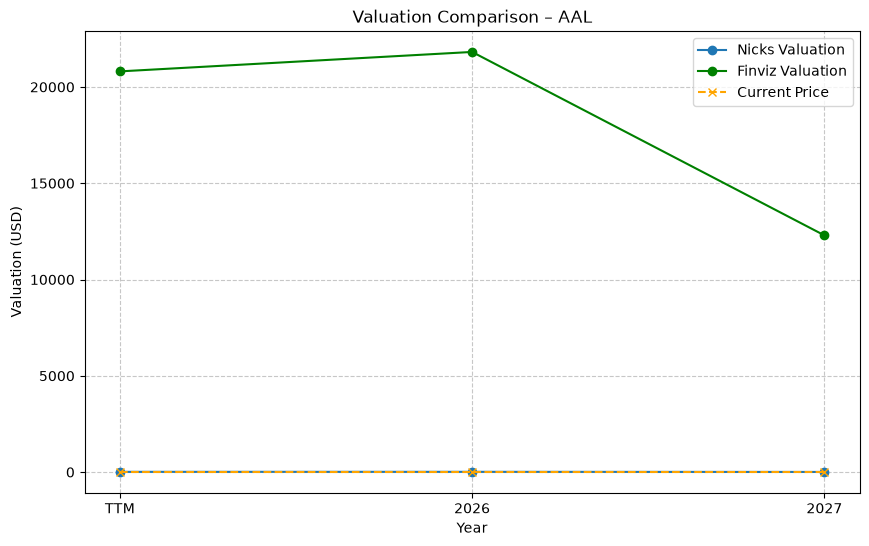 Valuation Comparison – AAL
Nicks Valuation
Finviz Valuation
Current Price
Valuation (USD)
20000
15000
10000
5000
0
TTM
2026
2027
Year